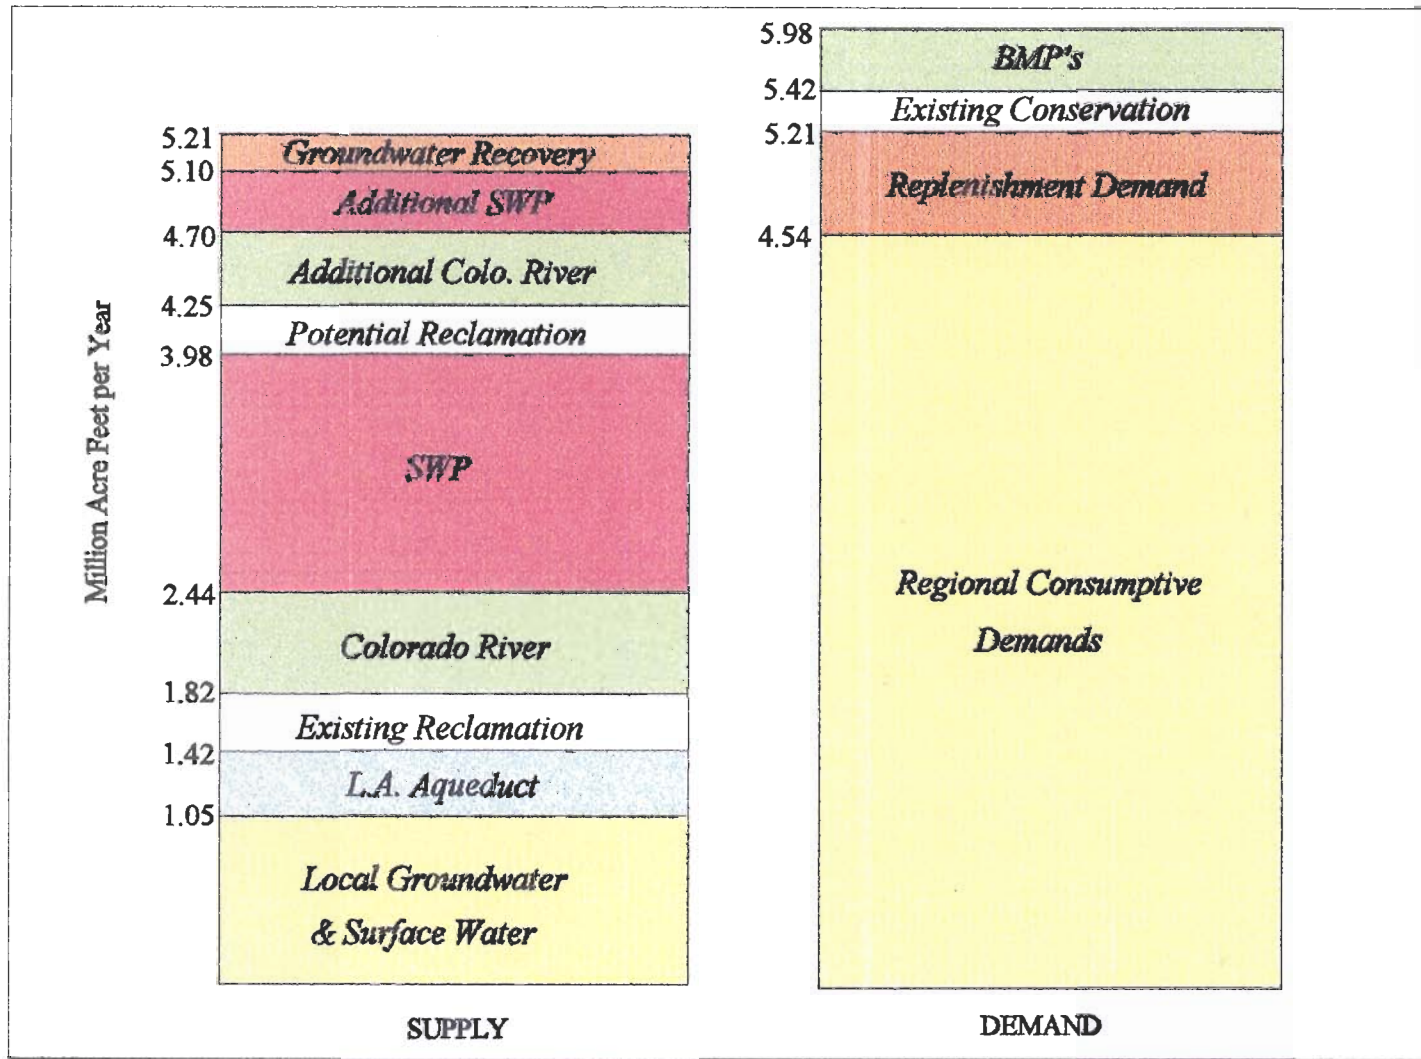 Million Acre Feet per Year
5.21
Groundwater Recovery
5.10
Additional SWP
4.70
Additional Colo. River
4.25
Potential Reclamation
3.98
SWP
2.44
Colorado River
1.82
Existing Reclamation
1.42
L.A. Aqueduct
1.05
Local Groundwater
& Surface Water
SUPPLY
5.98
BMP's
5.42
Existing Conservation
5.21
Replenishment Demand
4.54
Regional Consumptive
Demands
DEMAND